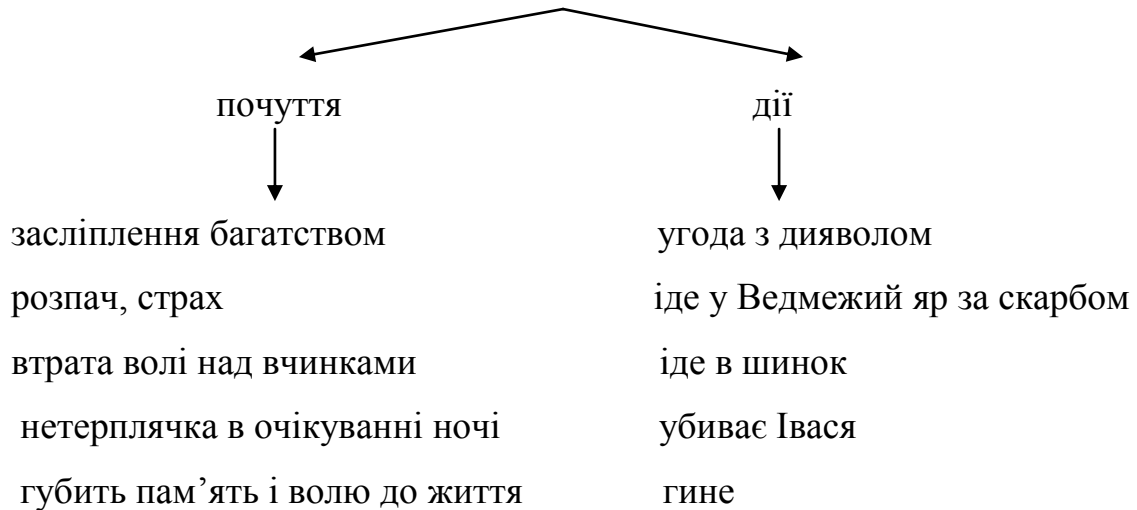 почуття дії
засліплення багатством угода з дияволом
розпач, страх іде у Ведмежий яр за скарбом
втрата волі над вчинками іде в шинок
нетерплячка в очікуванні ночі убиває Івася
губить пам’ять і волю до життя гине